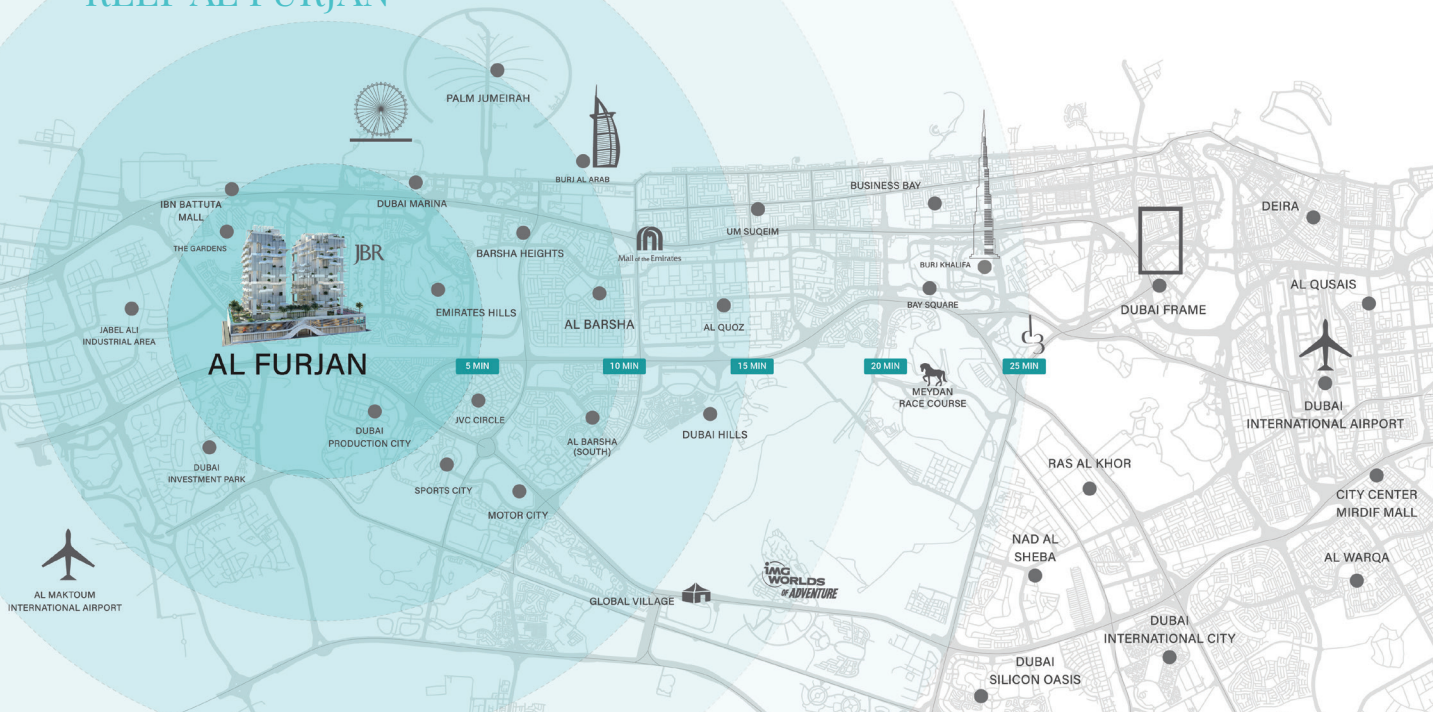 REEF AL FURJAN
PALM JUMEIRAH
BURJ AL ARAB
IBN BATTUTA
MALL
DUBAI MARINA
THE GARDENS
JBR
BARSHA HEIGHTS
Mall of the Emirates
UM SUQEIM
BUSINESS BAY
DEIRA
BURI KHALIFA
BAY SQUARE
DUBAI FRAME
AL QUSAIS
JABEL ALI
INDUSTRIAL AREA
EMIRATES HILLS
AL BARSHA
AL QUOZ
d3
AL FURJAN
5 MIN
10 MIN
15 MIN
20 MIN
25 MIN
MEYDAN
RACE COURSE
DUBAI
INTERNATIONAL AIRPORT
DUBAI
PRODUCTION CITY
JVC CIRCLE
AL BARSHA
(SOUTH)
DUBAI HILLS
DUBAI
INVESTMENT PARK
SPORTS CITY
MOTOR CITY
RAS AL KHOR
CITY CENTER
MIRDIF MALL
NAD AL
SHEBA
AL WARQA
AL MAKTOUM
INTERNATIONAL AIRPORT
GLOBAL VILLAGE
iMG
WORLDS
OF ADVENTURE
DUBAI
INTERNATIONAL CITY
DUBAI
SILICON OASIS